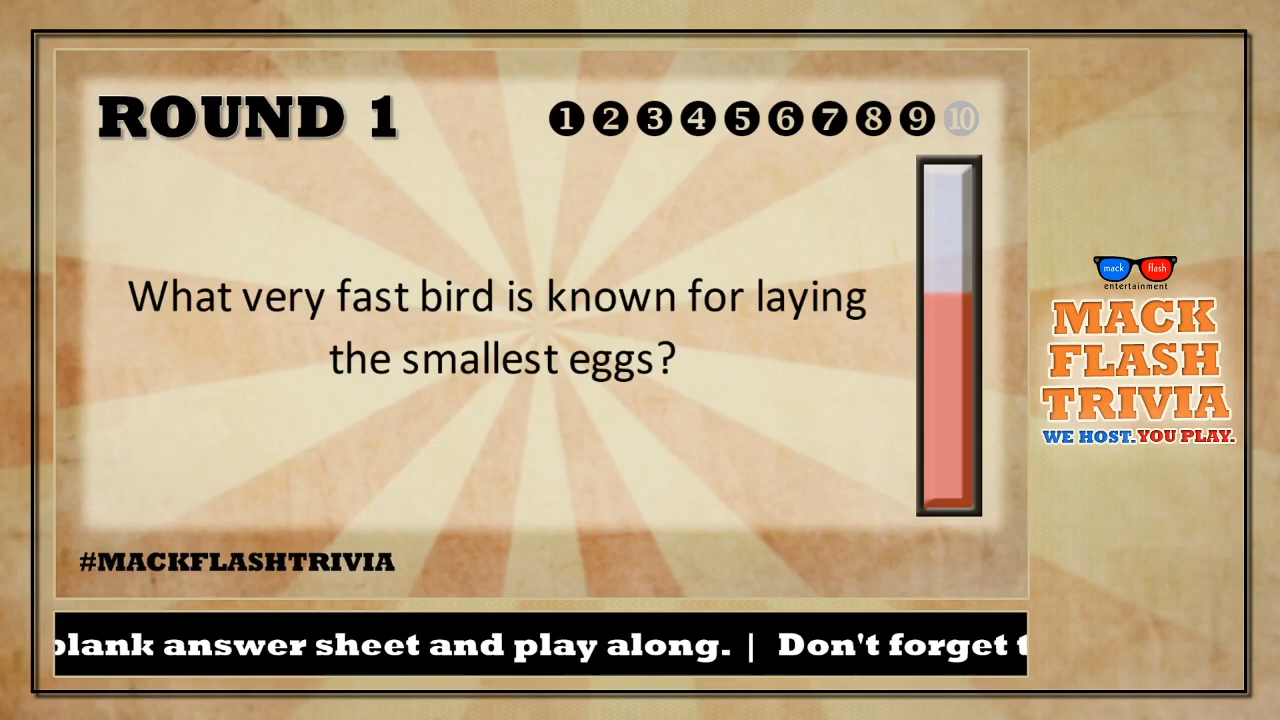 ROUND 1
1 2 3 4 5 6 7 8 9 10
What very fast bird is known for laying
the smallest eggs?
mack flash
entertainment
MACK
FLASH
TRIVIA
WE HOST. YOU PLAY.
#MACKFLASHTRIVIA
blank answer sheet and play along. | Don't forget